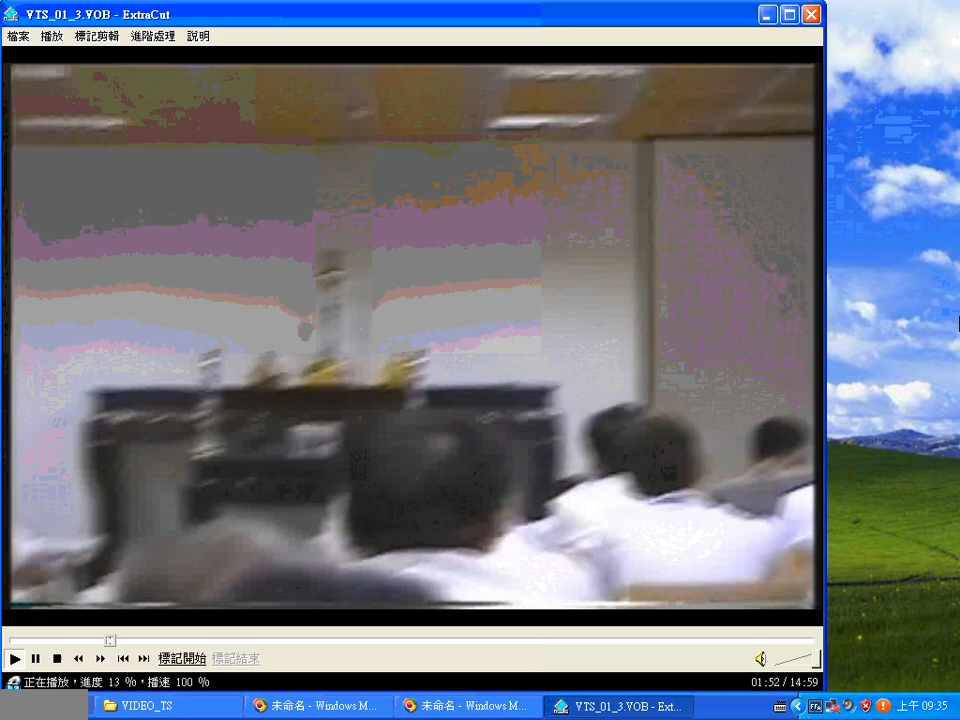 VTS_01_3.VOB - ExtraCut
檔案 播放 標記剪輯 進階處理 說明
標記開始 標記結束
正在播放，進度 13 %，播速 100 %
01:52 / 14:59
VIDEO_TS
未命名 - Windows M...
未命名 - Windows M...
VTS_01_3.VOB - Ext...
上午 09:35